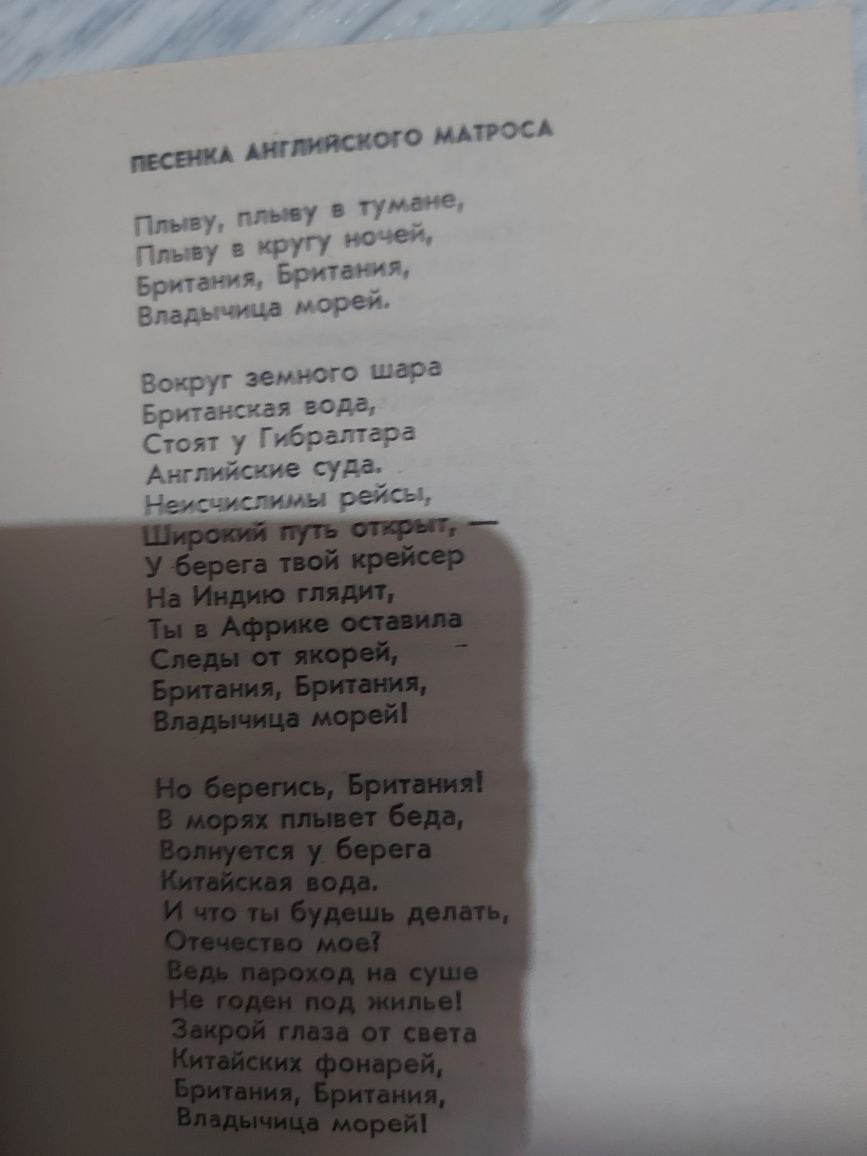 ПЕСЕНКА АНГЛИЙСКОГО МАТРОСА
Плыву, плыву в тумане,
Плыву в кругу ночей,
Британия, Британия,
Владычица морей.
Вокруг земного шара
Британская вода,
Стоят у Гибралтара
Английские суда.
Неисчислимы рейсы,
Широкий путь открыт, —
У берега твой крейсер
На Индию глядит,
Ты в Африке оставила
Следы от якорей,
Британия, Британия,
Владычица морей!
Но берегись, Британия!
В морях плывет беда,
Волнуется у берега
Китайская вода.
И что ты будешь делать,
Отечество мое?
Ведь пароход на суше
Не годен под жилье!
Закрой глаза от света
Китайских фонарей,
Британия, Британия,
Владычица морей!